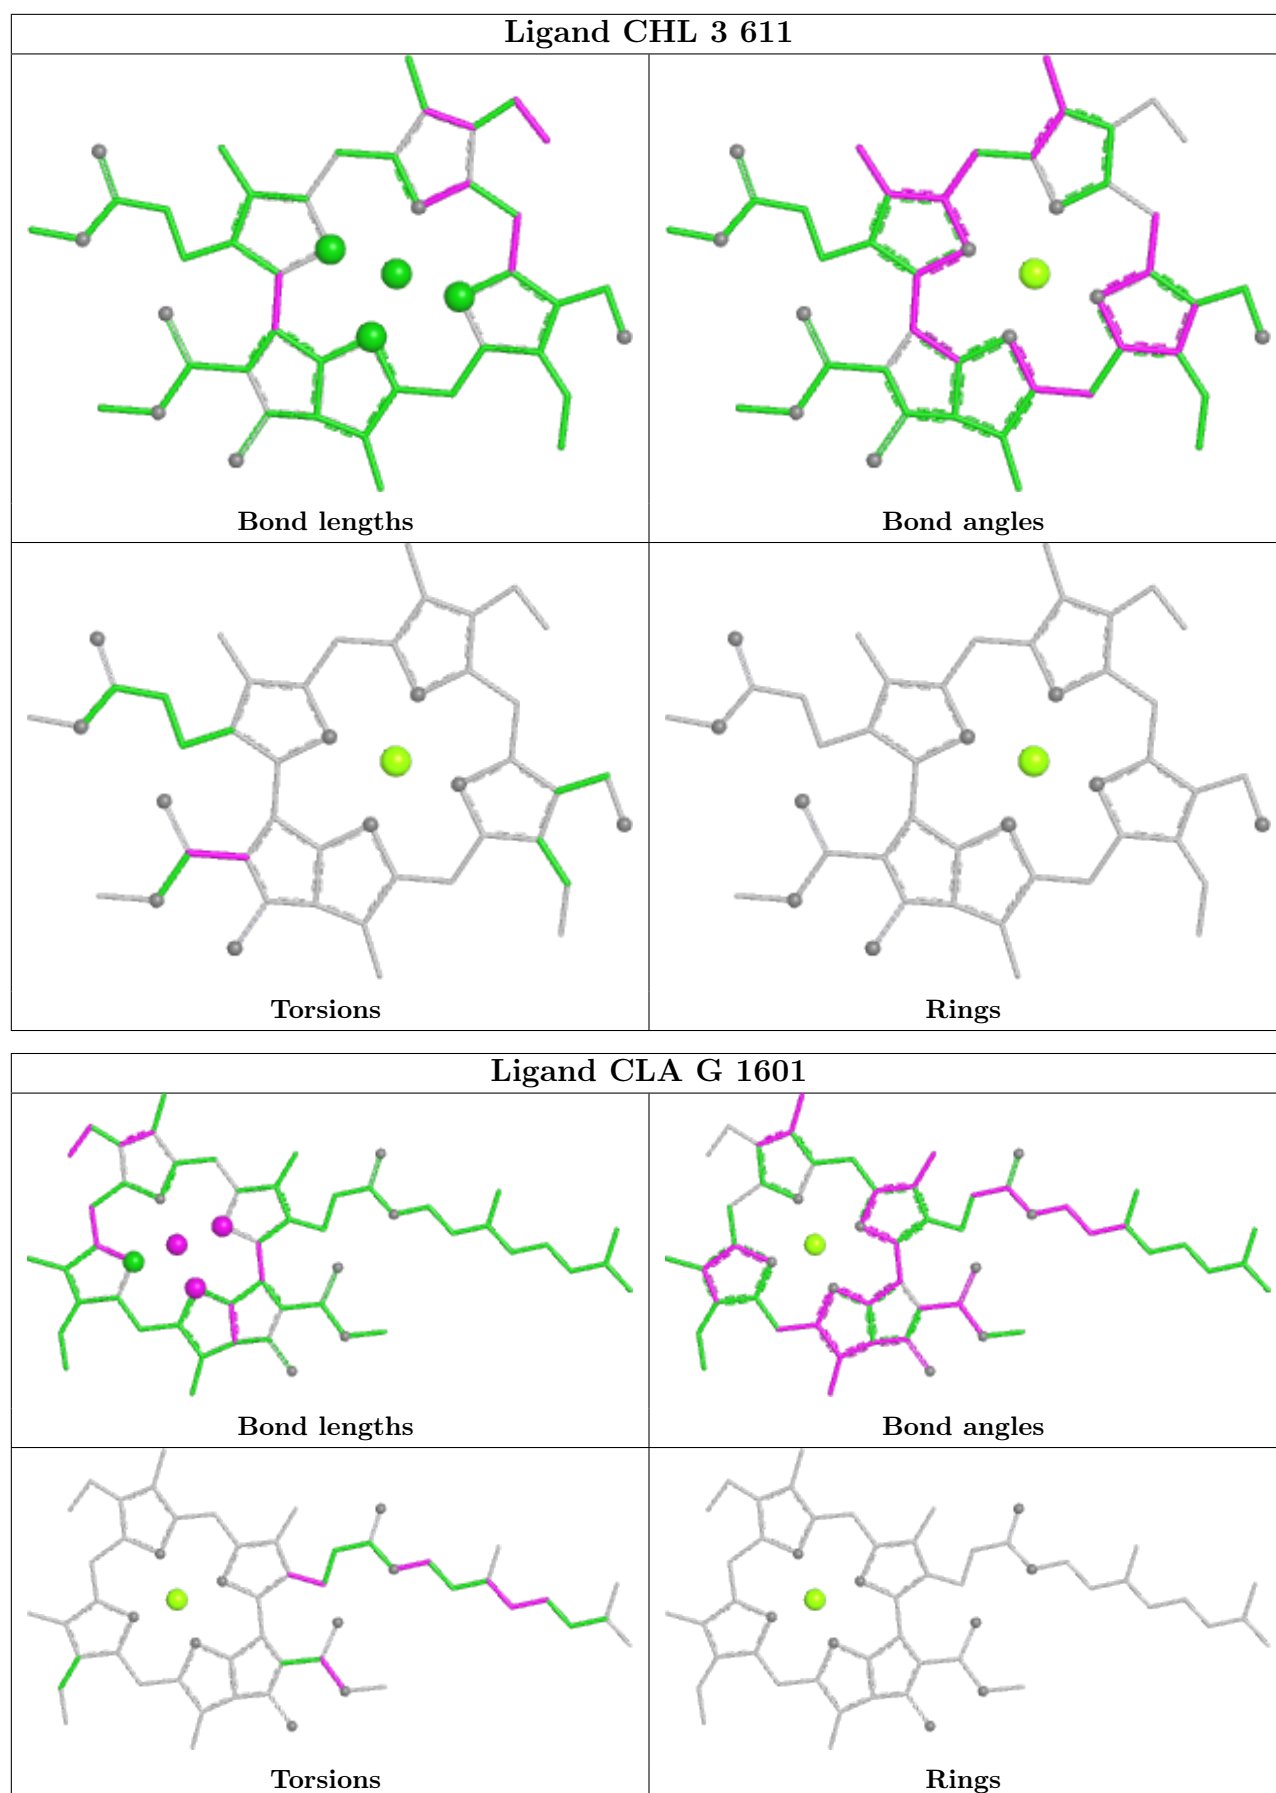 Ligand CHL 3 611
Bond lengths
Bond angles
Torsions
Rings
Ligand CLA G 1601
Bond lengths
Bond angles
Torsions
Rings